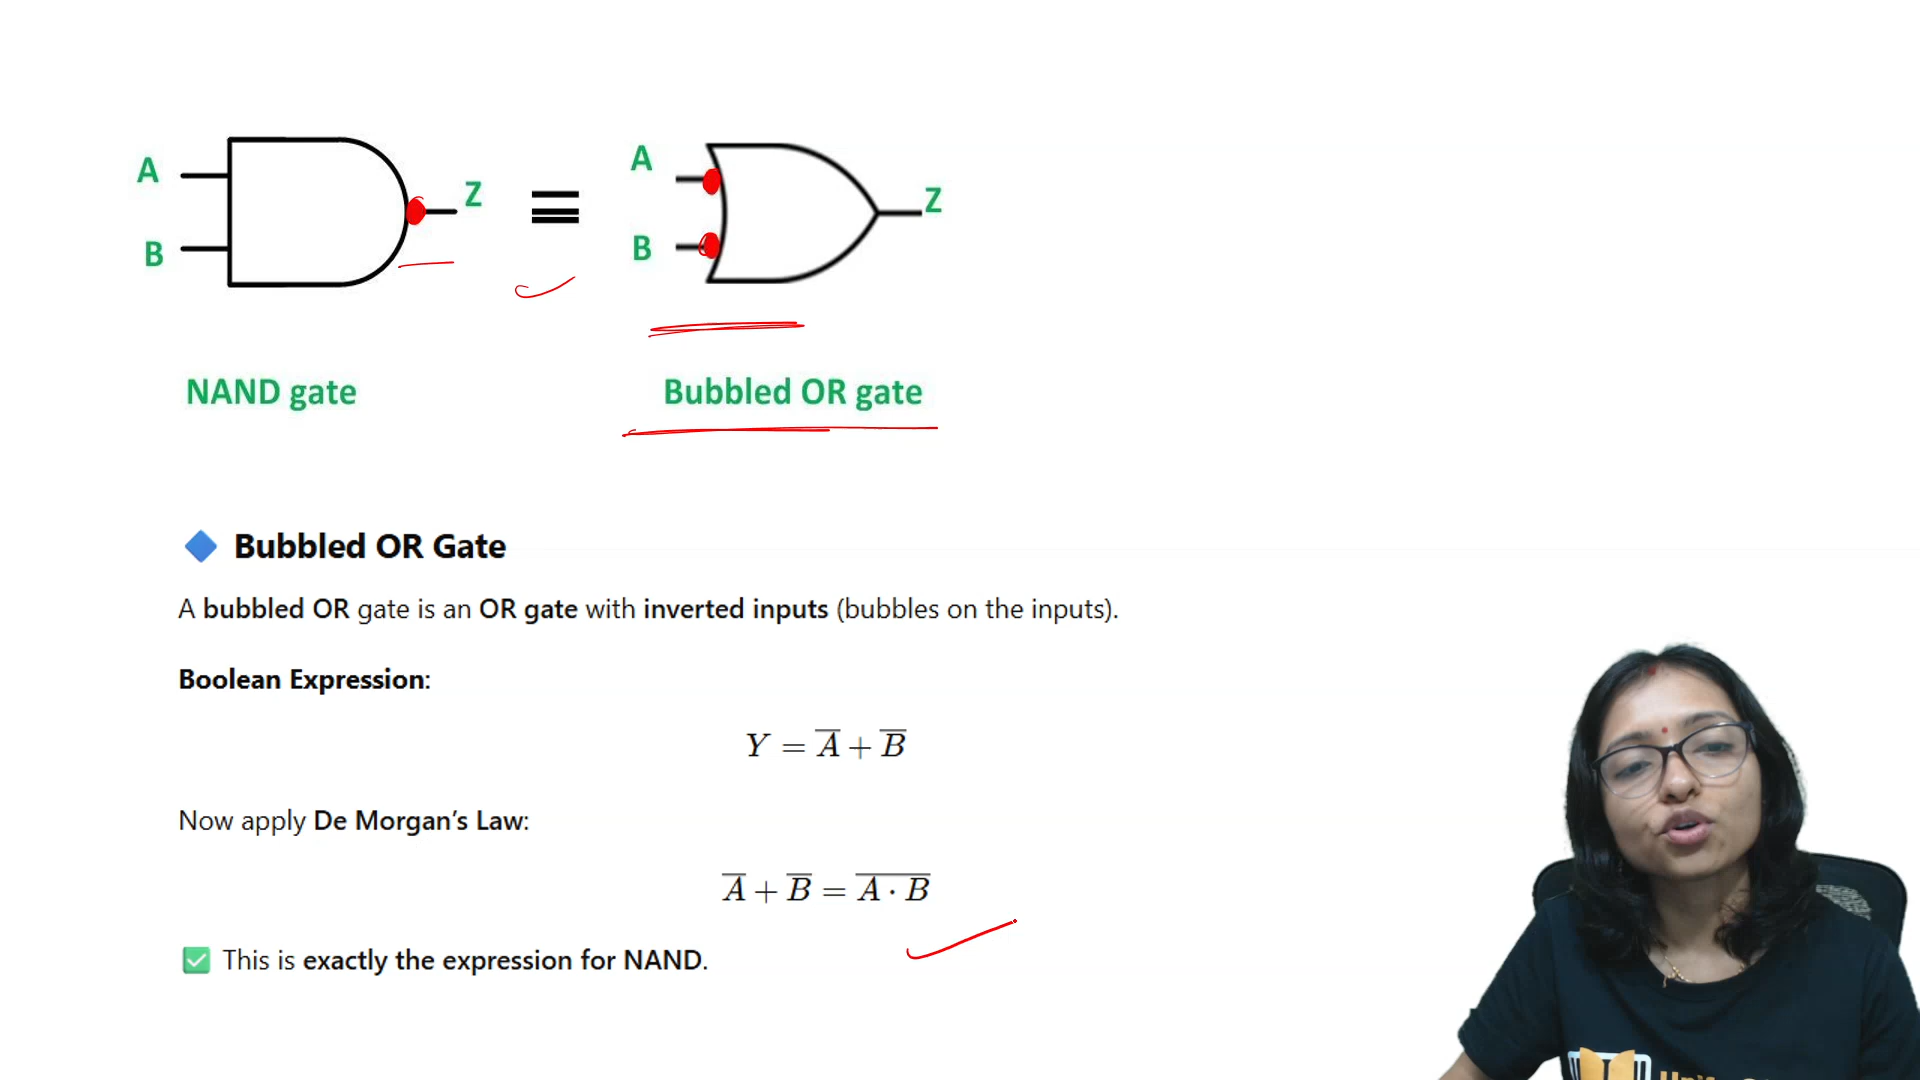 A
B
Z
≡
A
B
Z
NAND gate
Bubbled OR gate
Bubbled OR Gate
A bubbled OR gate is an OR gate with inverted inputs (bubbles on the inputs).
Boolean Expression:
Y = A̅ + B̅
Now apply De Morgan’s Law:
A̅ + B̅ = \overline{A · B}
This is exactly the expression for NAND.